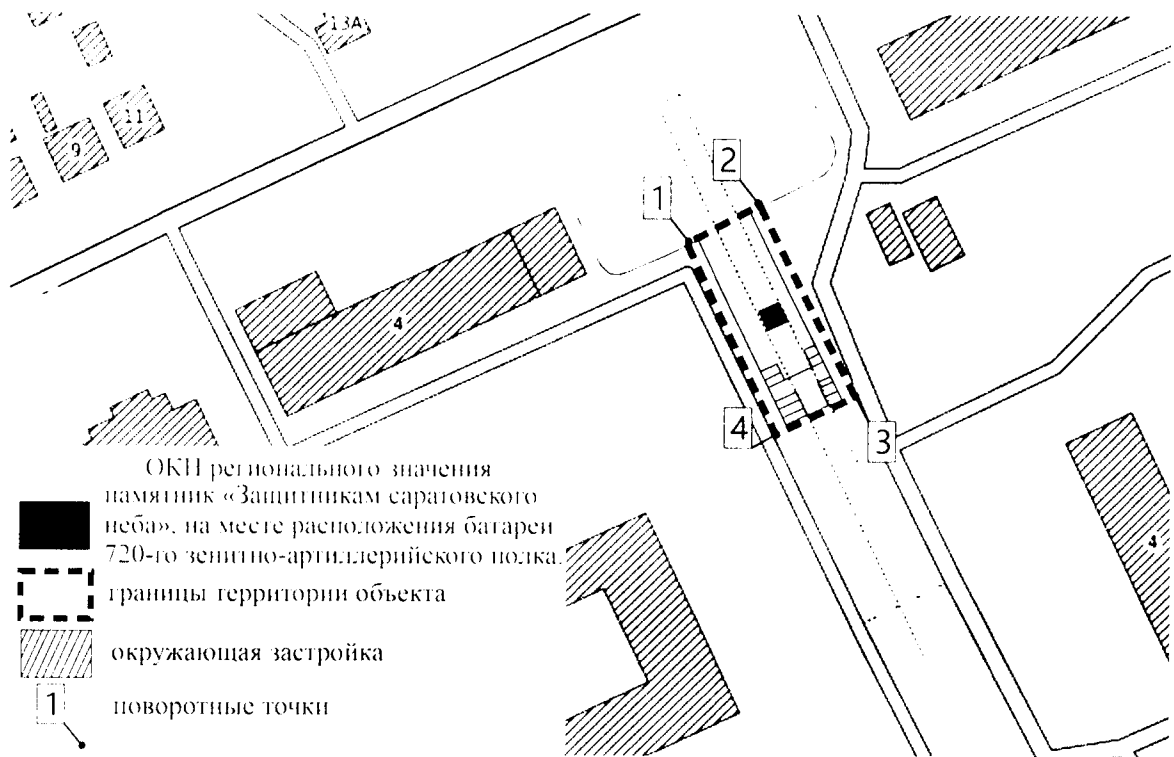 13А
11
9
2
1
4
4
3
4
ОКН регионального значения
памятник «Защитникам саратовского
неба», на месте расположения батареи
720-го зенитно-артиллерийского полка.
границы территории объекта
окружающая застройка
1
поворотные точки